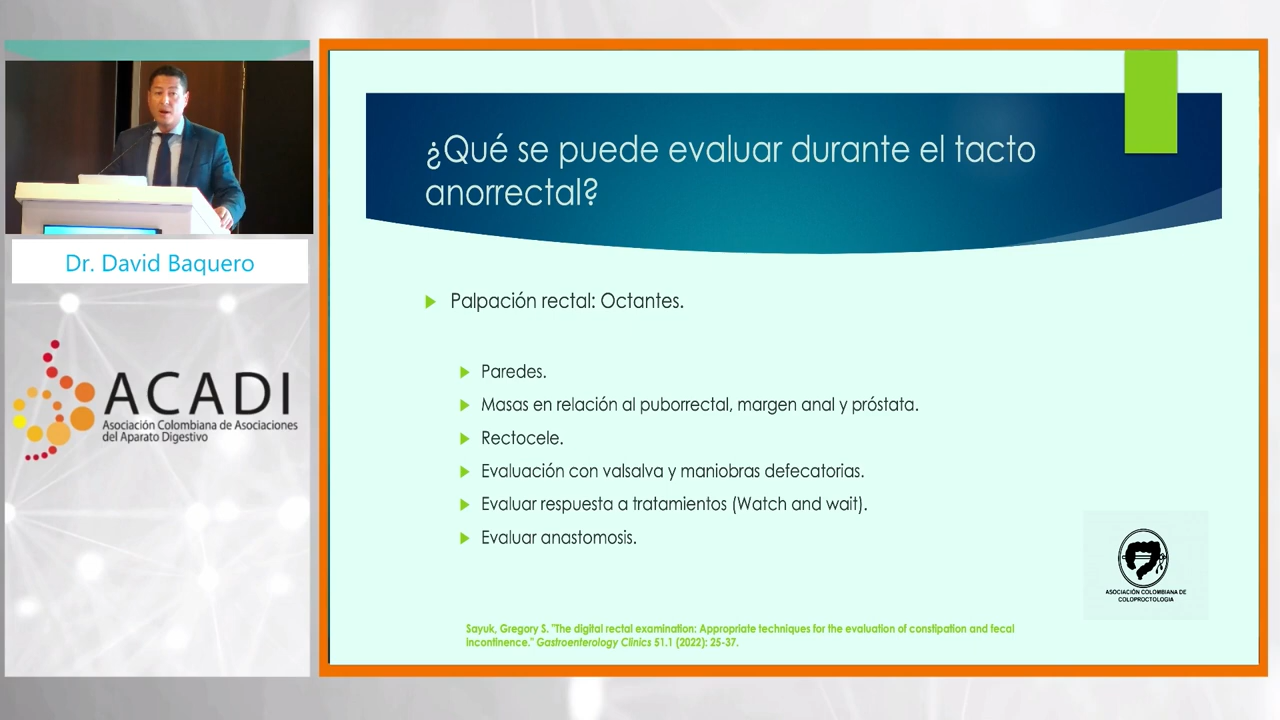 Dr. David Baquero
ACADI
Asociación Colombiana de Asociaciones
del Aparato Digestivo
¿Qué se puede evaluar durante el tacto
anorrectal?
Palpación rectal: Octantes.
Paredes.
Masas en relación al puborrectal, margen anal y próstata.
Rectocele.
Evaluación con valsalva y maniobras defecatorias.
Evaluar respuesta a tratamientos (Watch and wait).
Evaluar anastomosis.
ASOCIACIÓN COLOMBIANA DE
COLOPROCTOLOGIA
Sayuk, Gregory S. "The digital rectal examination: Appropriate techniques for the evaluation of constipation and fecal
incontinence." Gastroenterology Clinics 51.1 (2022): 25-37.